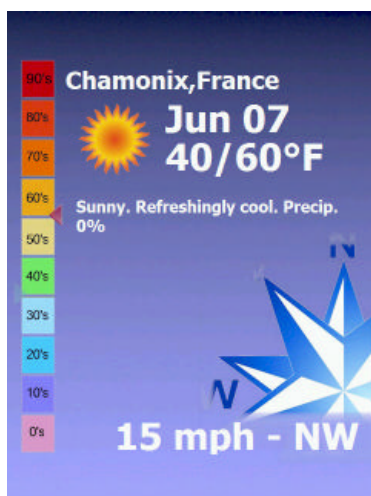 Chamonix,France
Jun 07
40/60°F
Sunny. Refreshingly cool. Precip.
0%
90's
80's
70's
60's
50's
40's
30's
20's
10's
0's
N
W
15 mph - NW